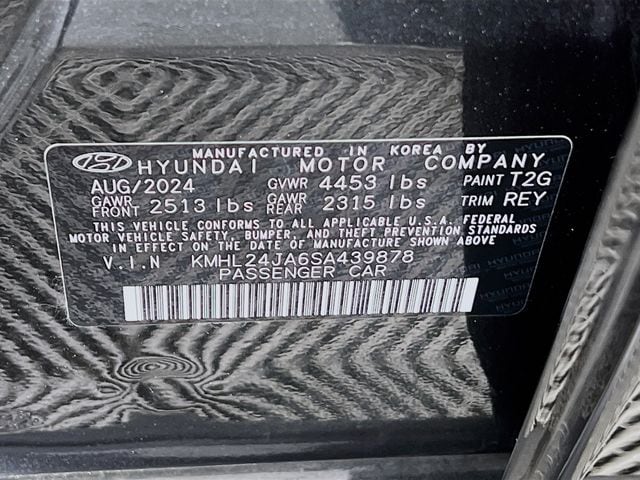 MANUFACTURED IN KOREA BY
HYUNDAI MOTOR COMPANY
AUG/2024 GVWR 4453 lbs PAINT T2G
GAWR FRONT 2513 lbs GAWR REAR 2315 lbs TRIM REY
THIS VEHICLE CONFORMS TO ALL APPLICABLE U.S.A. FEDERAL
MOTOR VEHICLE SAFETY, BUMPER, AND THEFT PREVENTION STANDARDS
IN EFFECT ON THE DATE OF MANUFACTURE SHOWN ABOVE
V.I.N KMHL24JA6SA439878
PASSENGER CAR